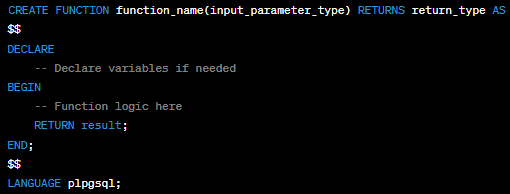 CREATE FUNCTION function_name(input_parameter_type) RETURNS return_type AS
$$
DECLARE
    -- Declare variables if needed
BEGIN
    -- Function logic here
    RETURN result;
END;
$$
LANGUAGE plpgsql;